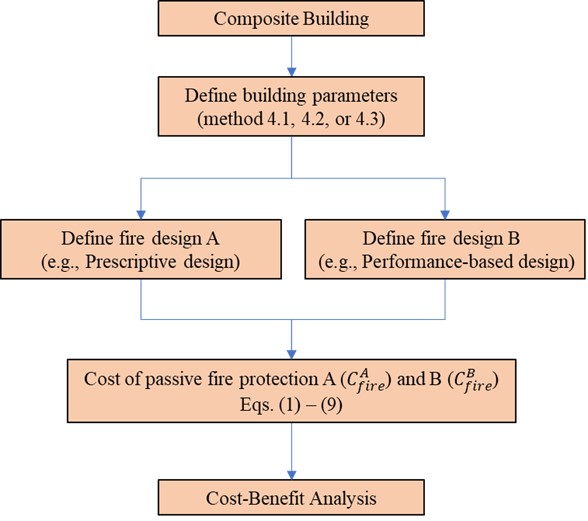 Composite Building
Define building parameters
(method 4.1, 4.2, or 4.3)
Define fire design A
(e.g., Prescriptive design)
Define fire design B
(e.g., Performance-based design)
Cost of passive fire protection A (C_{fire}^{A}) and B (C_{fire}^{B})
Eqs. (1) – (9)
Cost-Benefit Analysis